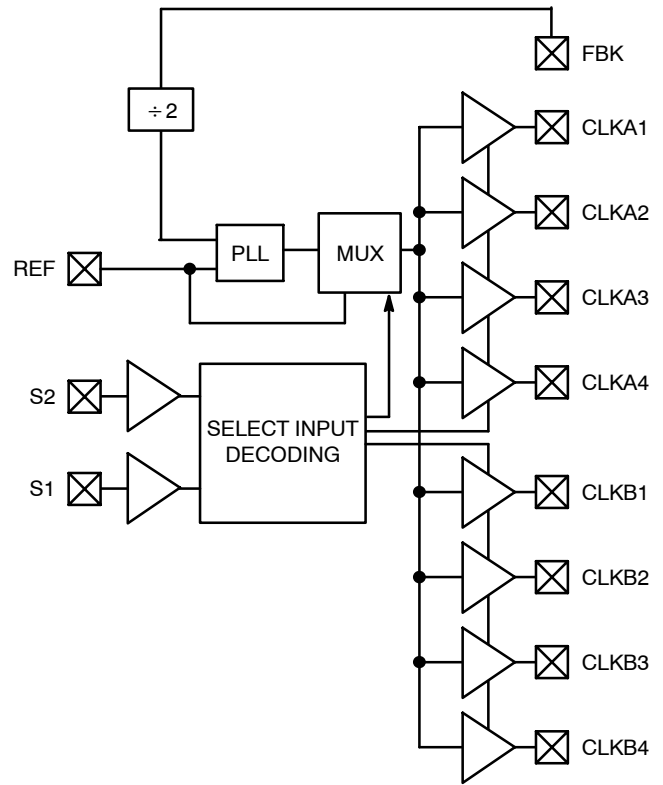 FBK
÷2
CLKA1
CLKA2
PLL
MUX
REF
CLKA3
CLKA4
S2
SELECT INPUT
DECODING
S1
CLKB1
CLKB2
CLKB3
CLKB4